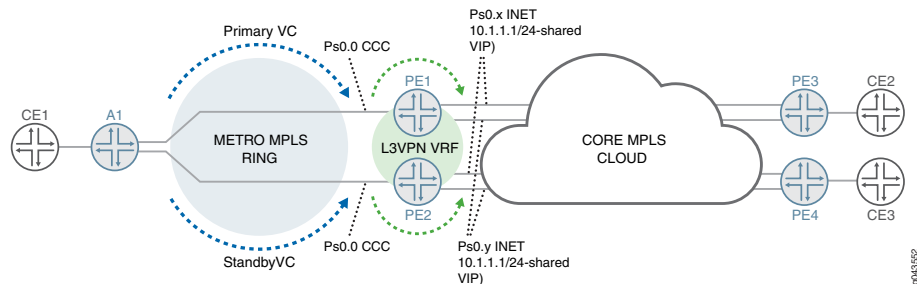 Primary VC
Ps0.0 CCC
Ps0.x INET
10.1.1.1/24-shared
VIP)
CE1
A1
PE1
PE3
CE2
METRO MPLS
RING
L3VPN VRF
CORE MPLS
CLOUD
PE2
PE4
CE3
Ps0.0 CCC
StandbyVC
Ps0.y INET
10.1.1.1/24-shared
VIP)
g043552